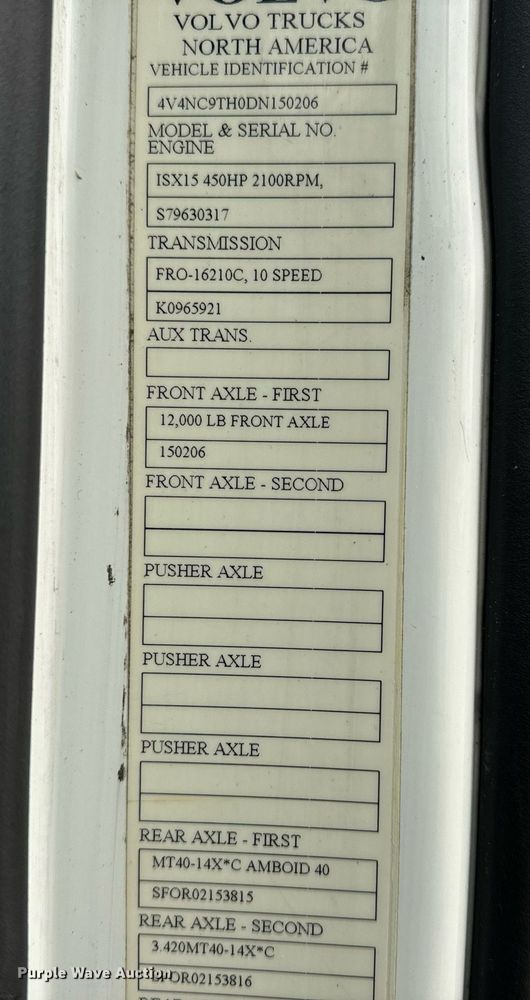 VOLVO
VOLVO TRUCKS
NORTH AMERICA
VEHICLE IDENTIFICATION #
4V4NC9TH0DN150206
MODEL & SERIAL NO.
ENGINE
ISX15 450HP 2100RPM,
S79630317
TRANSMISSION
FRO-16210C, 10 SPEED
K0965921
AUX TRANS.
FRONT AXLE - FIRST
12,000 LB FRONT AXLE
150206
FRONT AXLE - SECOND
PUSHER AXLE
PUSHER AXLE
PUSHER AXLE
REAR AXLE - FIRST
MT40-14X*C AMBOID 40
SFOR02153815
REAR AXLE - SECOND
3.420MT40-14X*C
SFOR02153816
Purple Wave Auction